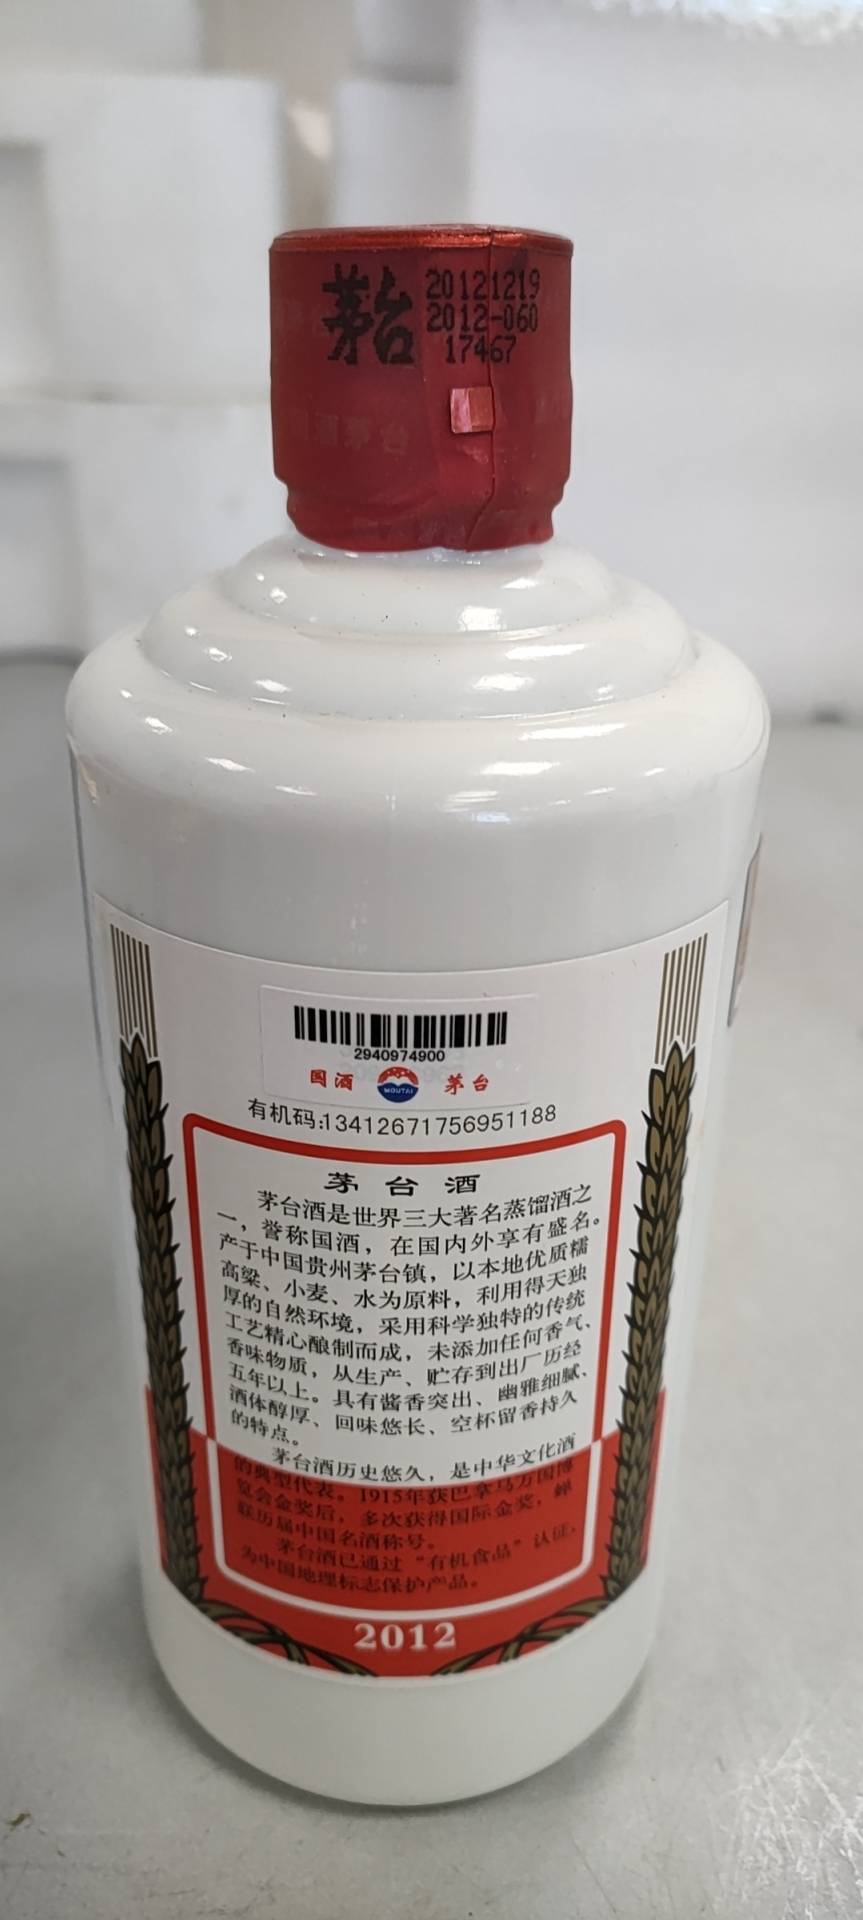 茅台 20121219
2012-060
17467
2940974900
国酒 MOUTAI 茅台
有机码:13412671756951188
茅台酒
茅台酒是世界三大著名蒸馏酒之
一，誉称国酒，在国内外享有盛名。
产于中国贵州茅台镇，以本地优质糯
高粱、小麦、水为原料，利用得天独
厚的自然环境，采用科学独特的传统
工艺精心酿制而成，未添加任何香气、
香味物质，从生产、贮存到出厂历经
五年以上。具有酱香突出、幽雅细腻、
酒体醇厚、回味悠长、空杯留香持久
的特点。
茅台酒历史悠久，是中华文化酒
的典型代表。1915年获巴拿马万国博
览会金奖后，多次获得国际金奖，蝉
联历届中国名酒称号。
茅台酒已通过“有机食品”认证，
为中国地理标志保护产品。
2012